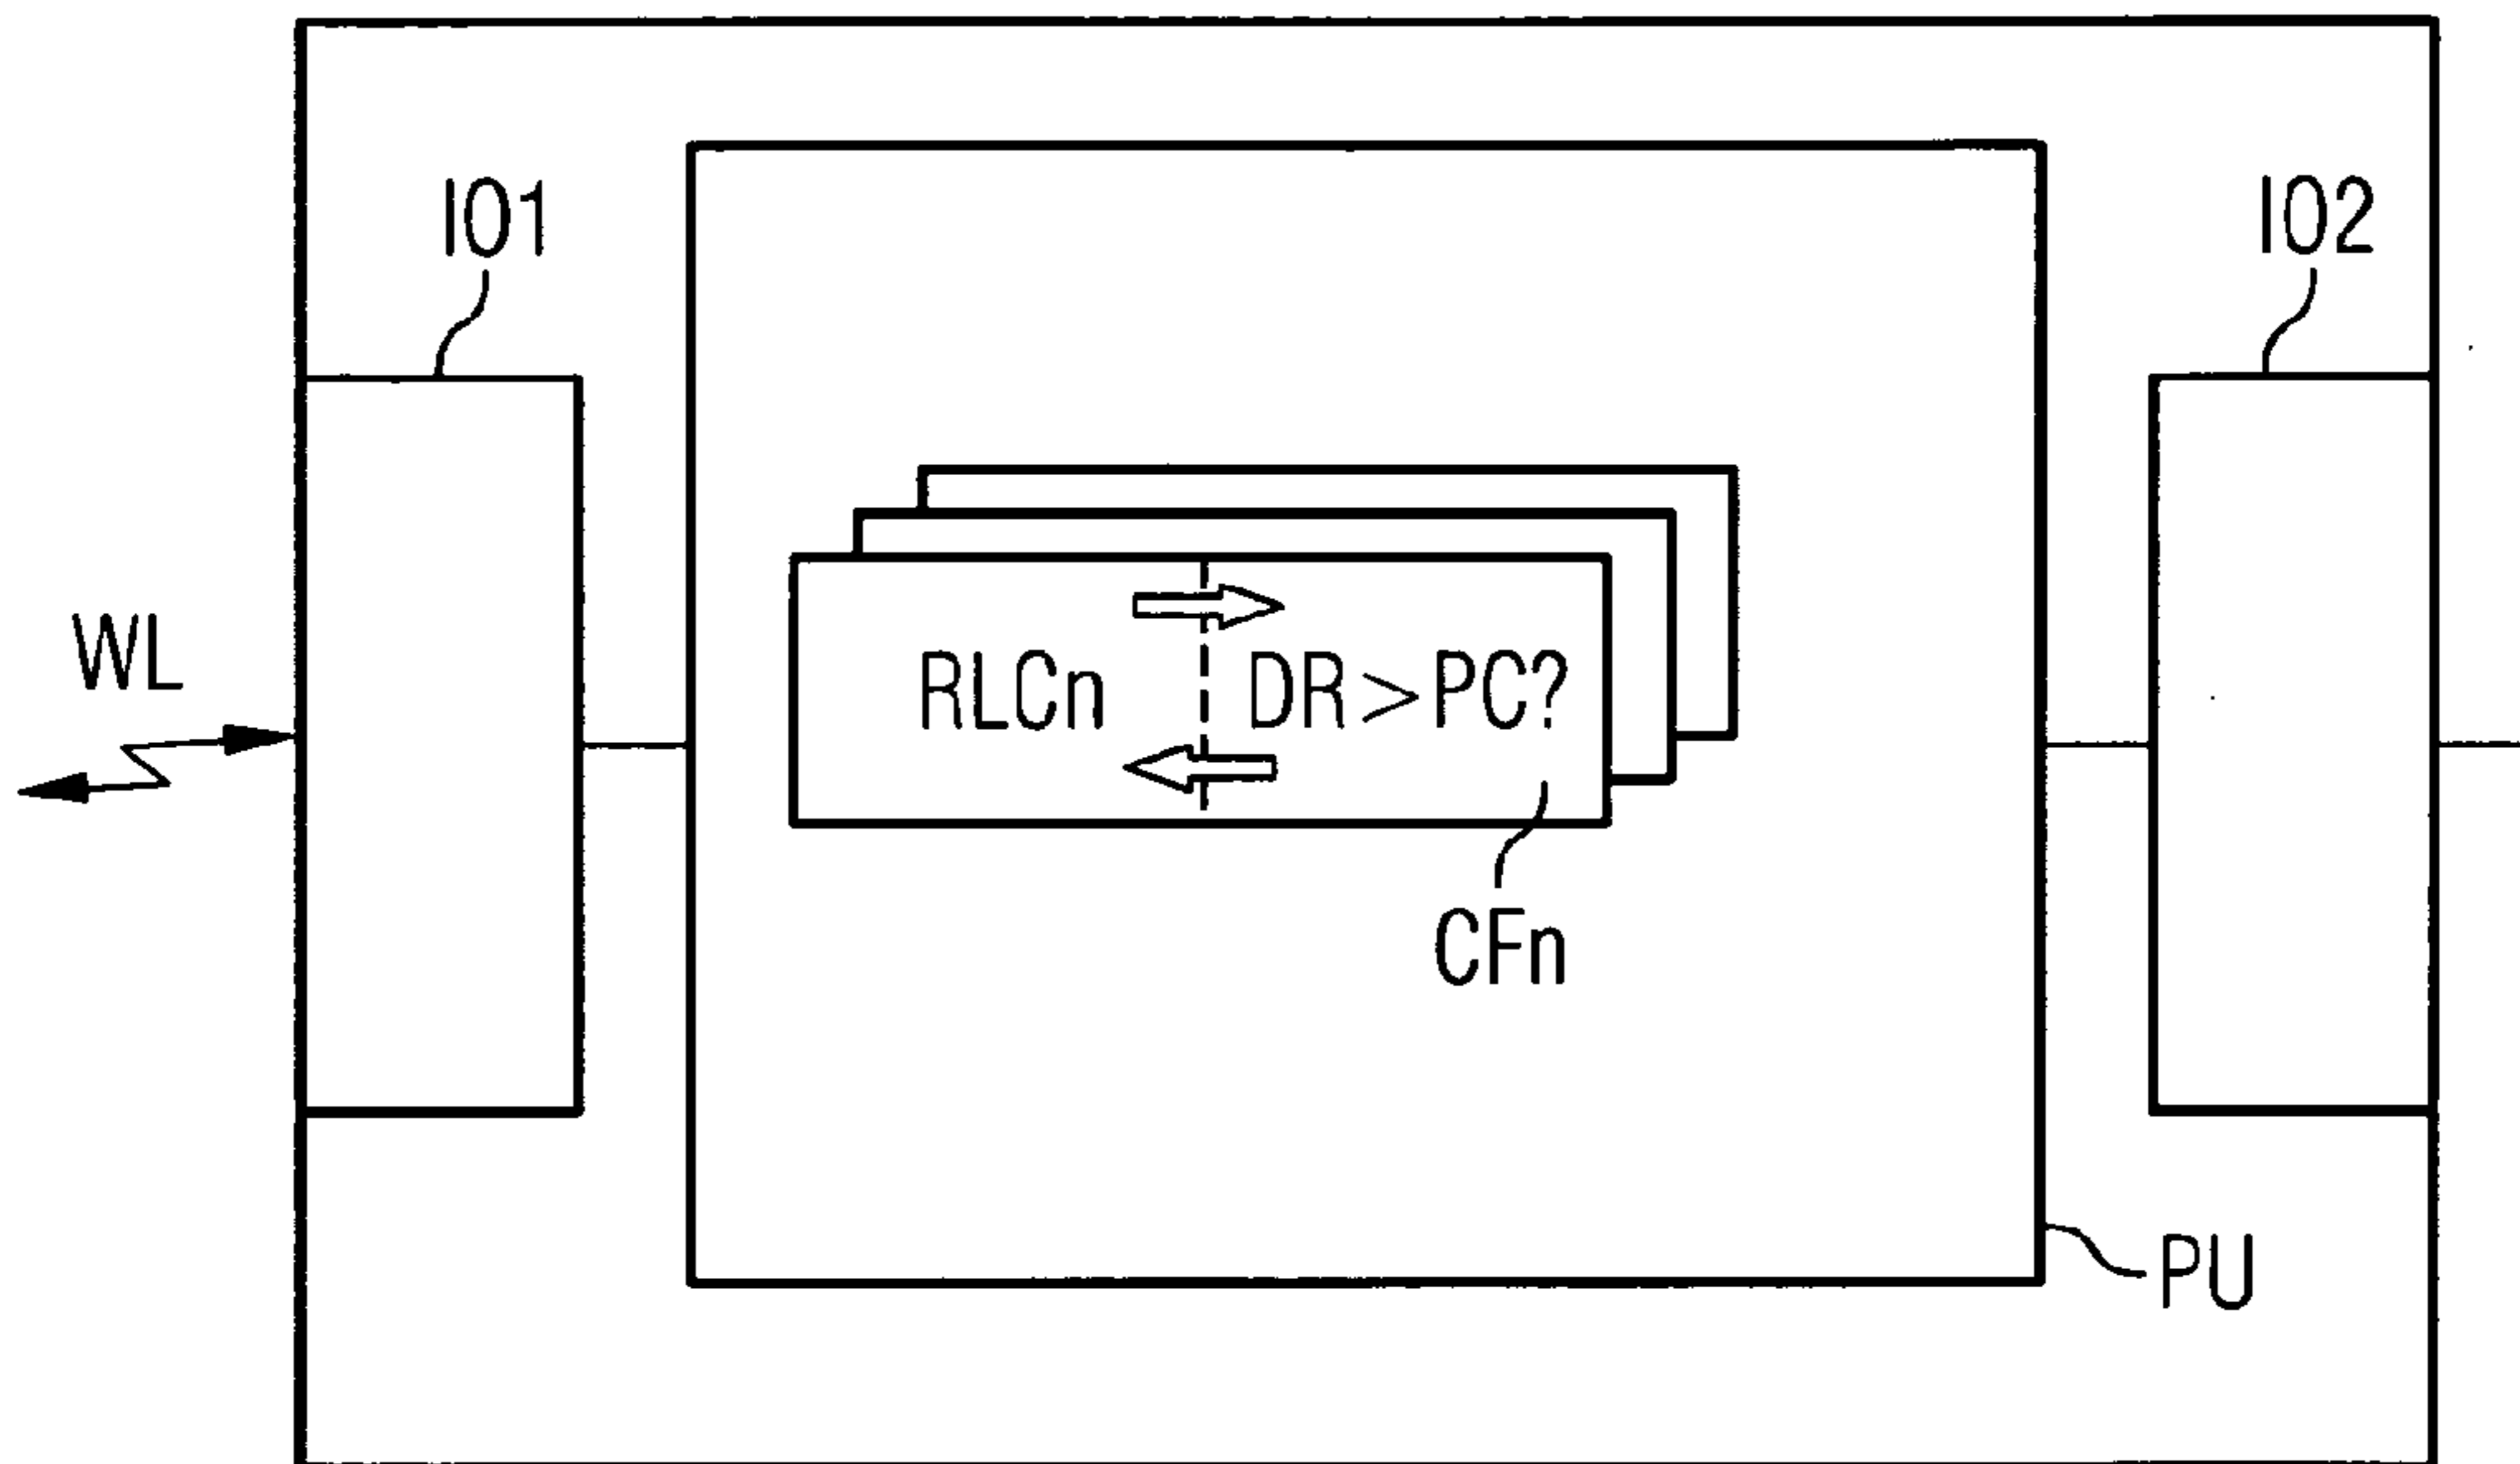 IO1
IO2
WL
RLCn
DR>PC?
CFn
PU